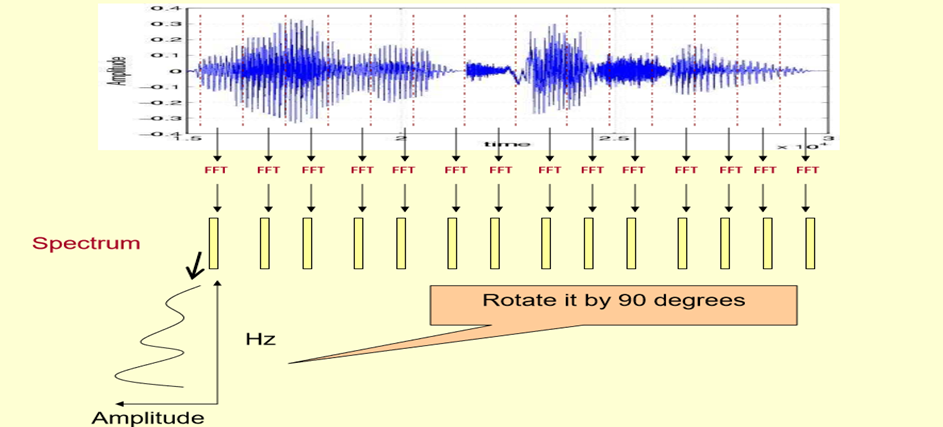 0.4
0.3
0.2
0.1
0
-0.1
-0.2
-0.3
-0.4
Amplitude
1.5 2 2.5 3
time
x 10
FFT FFT FFT FFT FFT FFT FFT FFT FFT FFT FFT FFT FFT FFT
Spectrum
Rotate it by 90 degrees
Hz
Amplitude